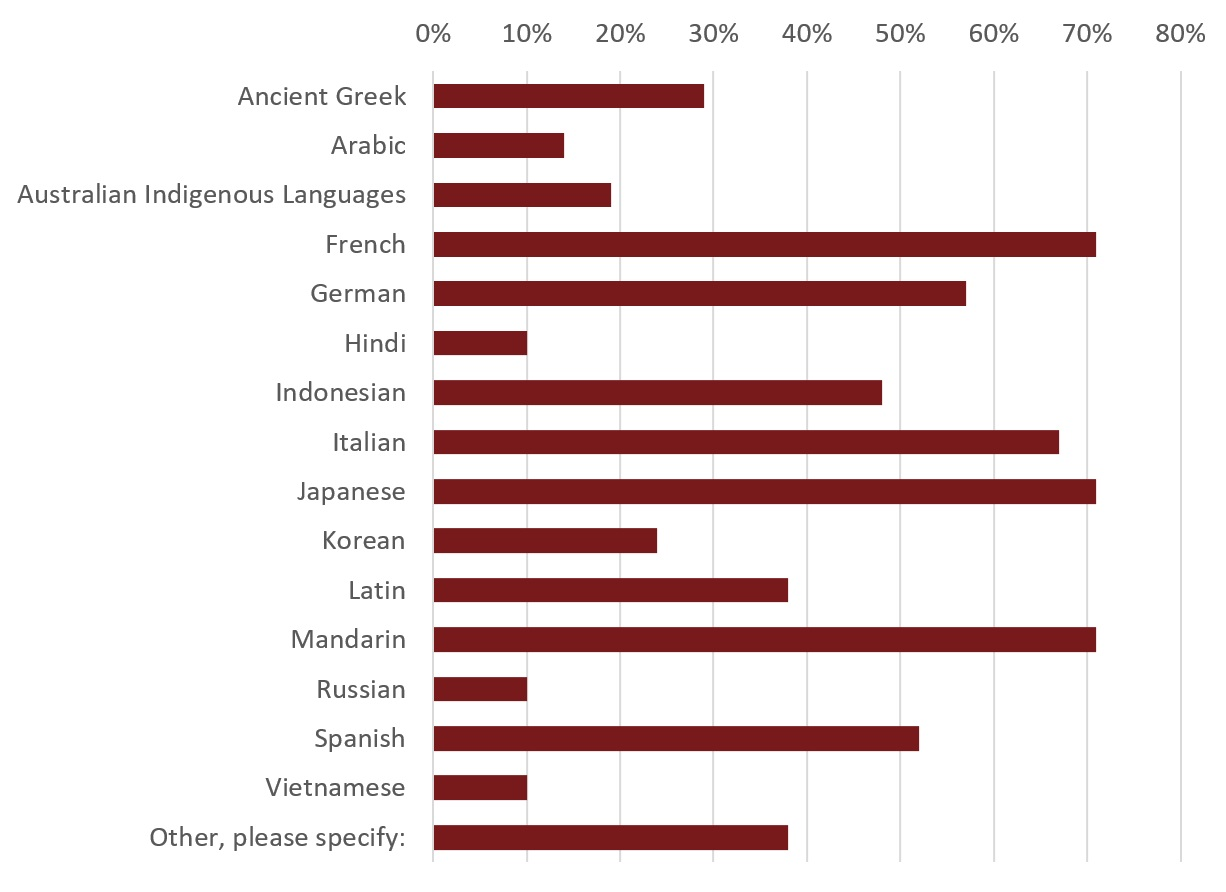 0% 10% 20% 30% 40% 50% 60% 70% 80%
Ancient Greek
Arabic
Australian Indigenous Languages
French
German
Hindi
Indonesian
Italian
Japanese
Korean
Latin
Mandarin
Russian
Spanish
Vietnamese
Other, please specify: